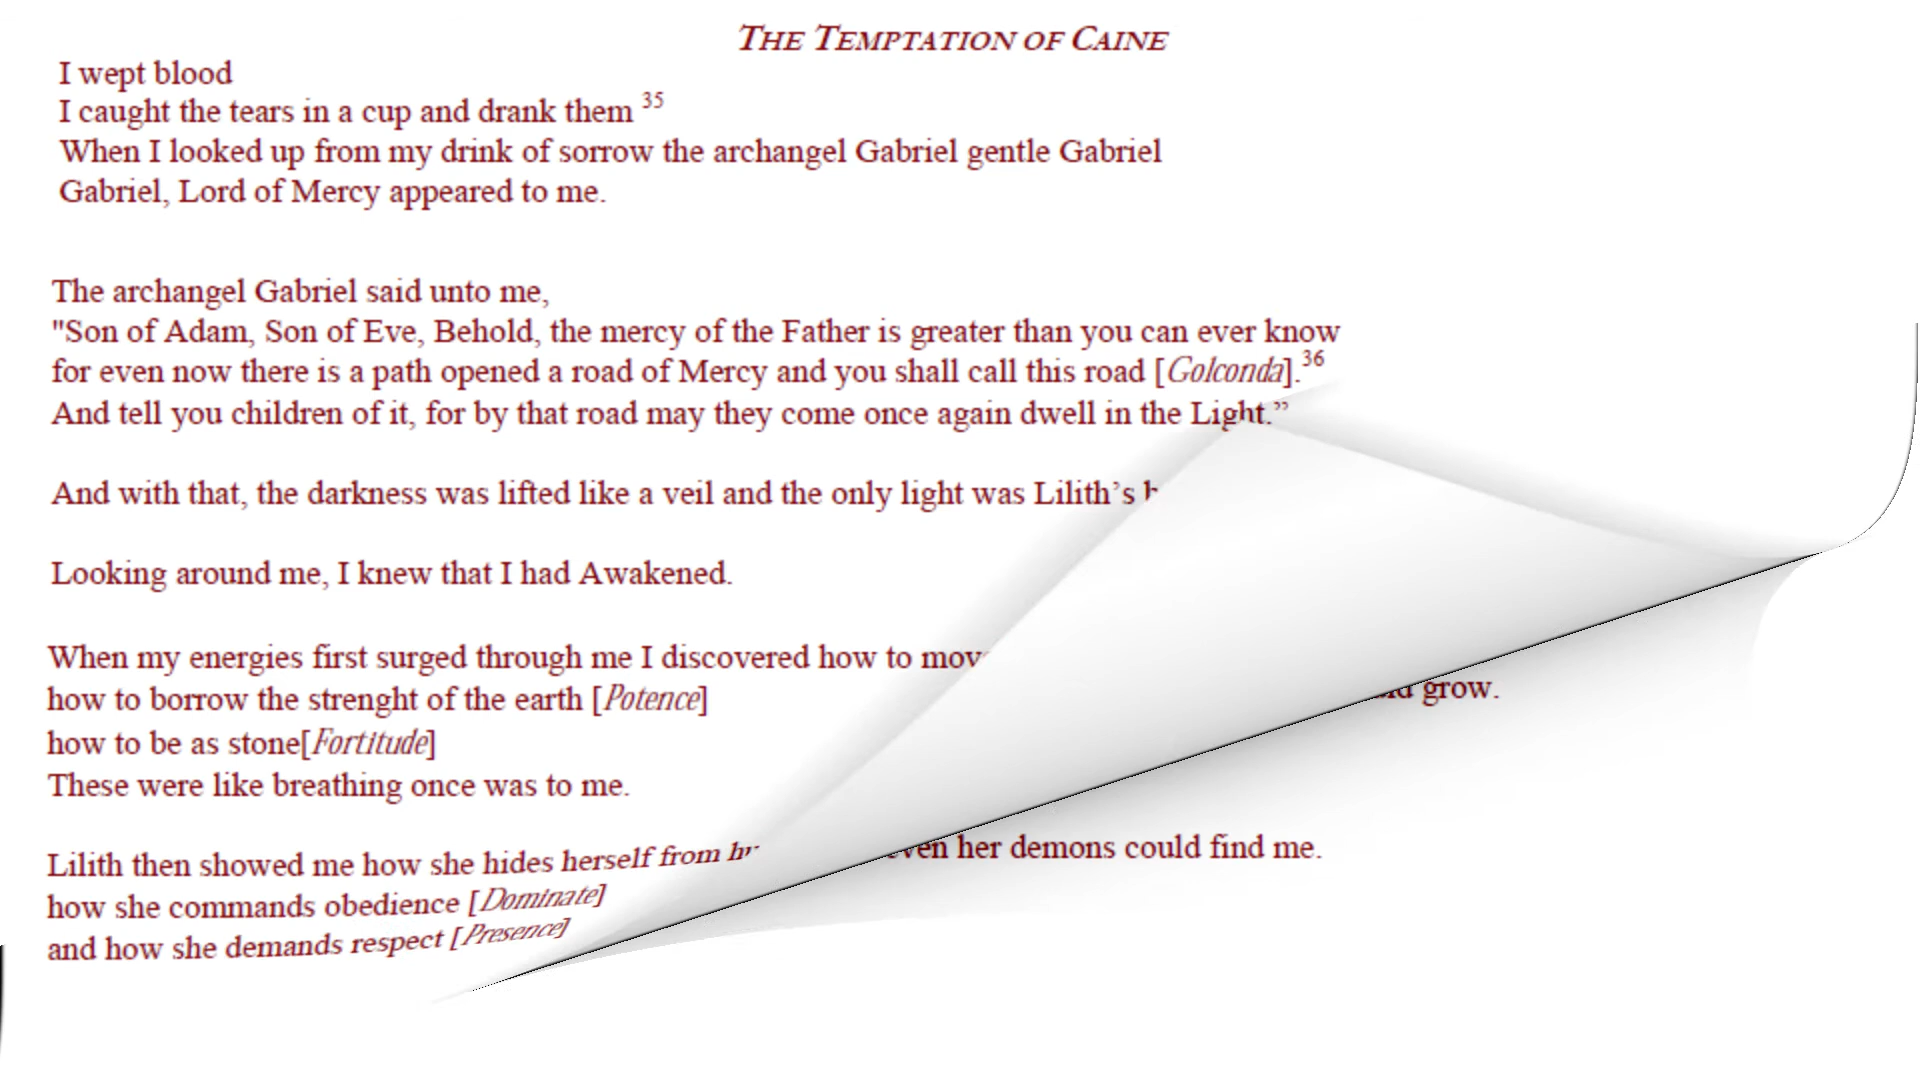 THE TEMPTATION OF CAINE
I wept blood
I caught the tears in a cup and drank them 35
When I looked up from my drink of sorrow the archangel Gabriel gentle Gabriel
Gabriel, Lord of Mercy appeared to me.
The archangel Gabriel said unto me,
"Son of Adam, Son of Eve, Behold, the mercy of the Father is greater than you can ever know
for even now there is a path opened a road of Mercy and you shall call this road [Golconda].36
And tell you children of it, for by that road may they come once again dwell in the Light.”
And with that, the darkness was lifted like a veil and the only light was Lilith’s
Looking around me, I knew that I had Awakened.
When my energies first surged through me I discovered how to
how to borrow the strenght of the earth [Potence]
grow.
how to be as stone[Fortitude]
These were like breathing once was to me.
Lilith then showed me how she hides herself from
her demons could find me.
how she commands obedience [Dominate]
and how she demands respect [Presence]